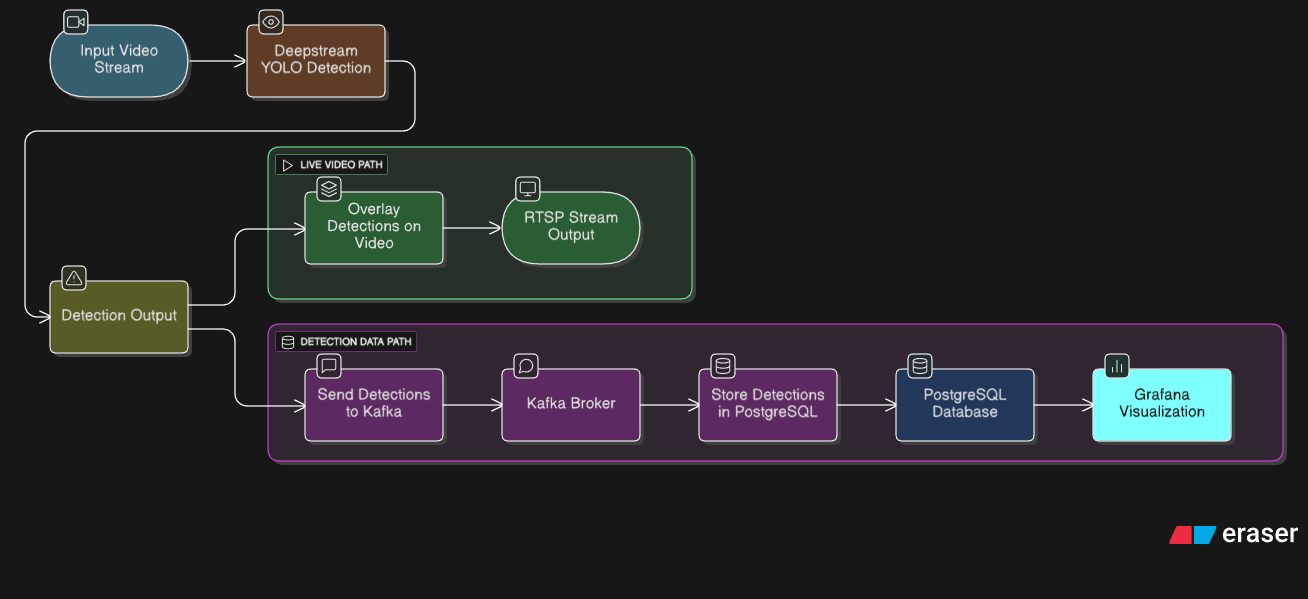 Input Video
Stream
Deepstream
YOLO Detection
LIVE VIDEO PATH
Overlay
Detections on
Video
RTSP Stream
Output
Detection Output
DETECTION DATA PATH
Send Detections
to Kafka
Kafka Broker
Store Detections
in PostgreSQL
PostgreSQL
Database
Grafana
Visualization
eraser